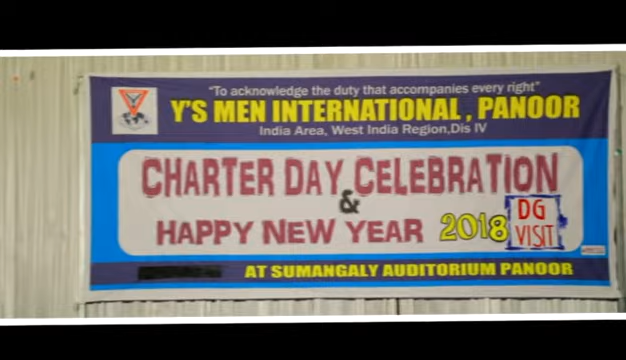 "To acknowledge the duty that accompanies every right"
Y'S MEN INTERNATIONAL, PANOOR
India Area, West India Region,Dis IV
CHARTER DAY CELEBRATION
&
HAPPY NEW YEAR 2018
DG
VISIT
AT SUMANGALY AUDITORIUM PANOOR